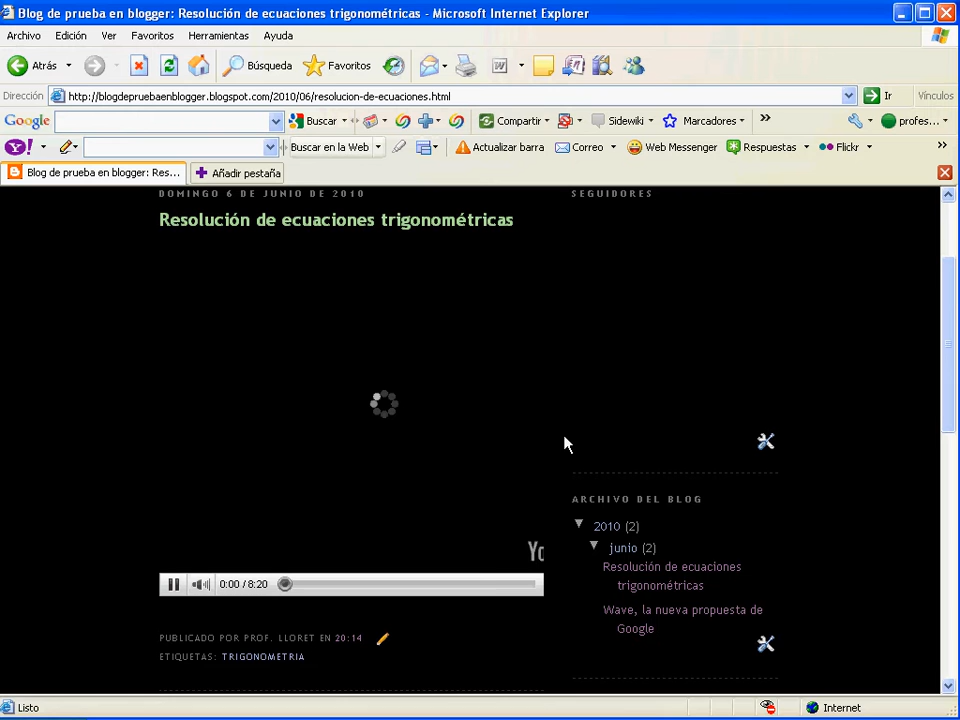 Blog de prueba en blogger: Resolución de ecuaciones trigonométricas - Microsoft Internet Explorer
Archivo Edición Ver Favoritos Herramientas Ayuda
Atrás Búsqueda Favoritos
Dirección http://blogdepruebaenblogger.blogspot.com/2010/06/resolucion-de-ecuaciones.html Ir Vínculos
Google Buscar Compartir Sidewiki Marcadores » profes...
Y! Buscar en la Web Actualizar barra Correo Web Messenger Respuestas Flickr »
Blog de prueba en blogger: Res... Añadir pestaña
DOMINGO 6 DE JUNIO DE 2010
Resolución de ecuaciones trigonométricas
0:00 / 8:20
PUBLICADO POR PROF. LLORET EN 20:14
ETIQUETAS: TRIGONOMETRIA
SEGUIDORES
ARCHIVO DEL BLOG
▼ 2010 (2)
▼ junio (2)
Resolución de ecuaciones
trigonométricas
Wave, la nueva propuesta de
Google
Listo Internet